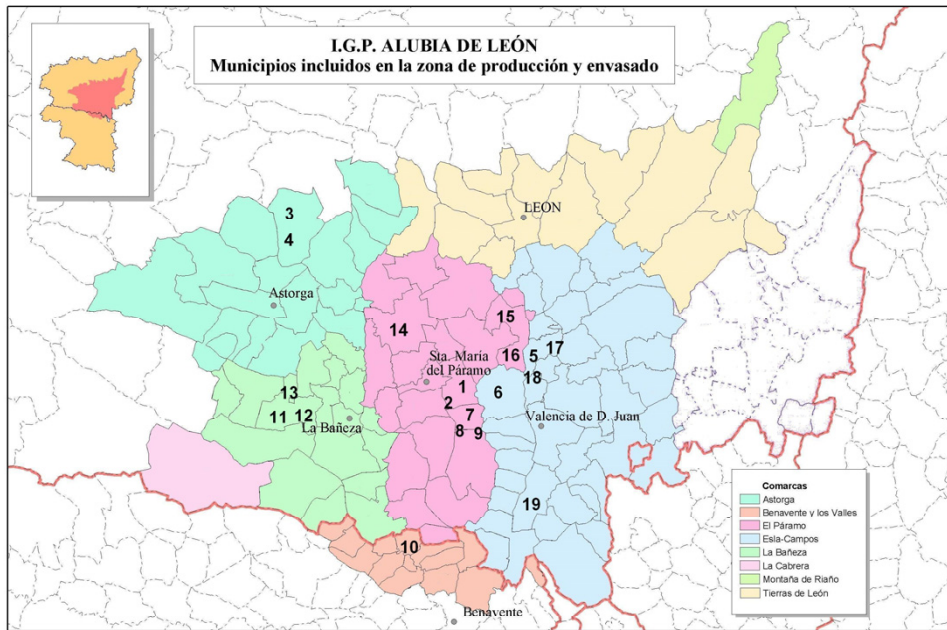 I.G.P. ALUBIA DE LEÓN
Municipios incluidos en la zona de producción y envasado
3
4
LEON
Astorga
14
15
Sta. María
del Páramo
16
5
17
18
13
1
6
2
11
12
La Bañeza
7
8
9
Valencia de D. Juan
19
10
Benavente
Comarcas
Astorga
Benavente y los Valles
El Páramo
Esla-Campos
La Bañeza
La Cabrera
Montaña de Riaño
Tierras de León